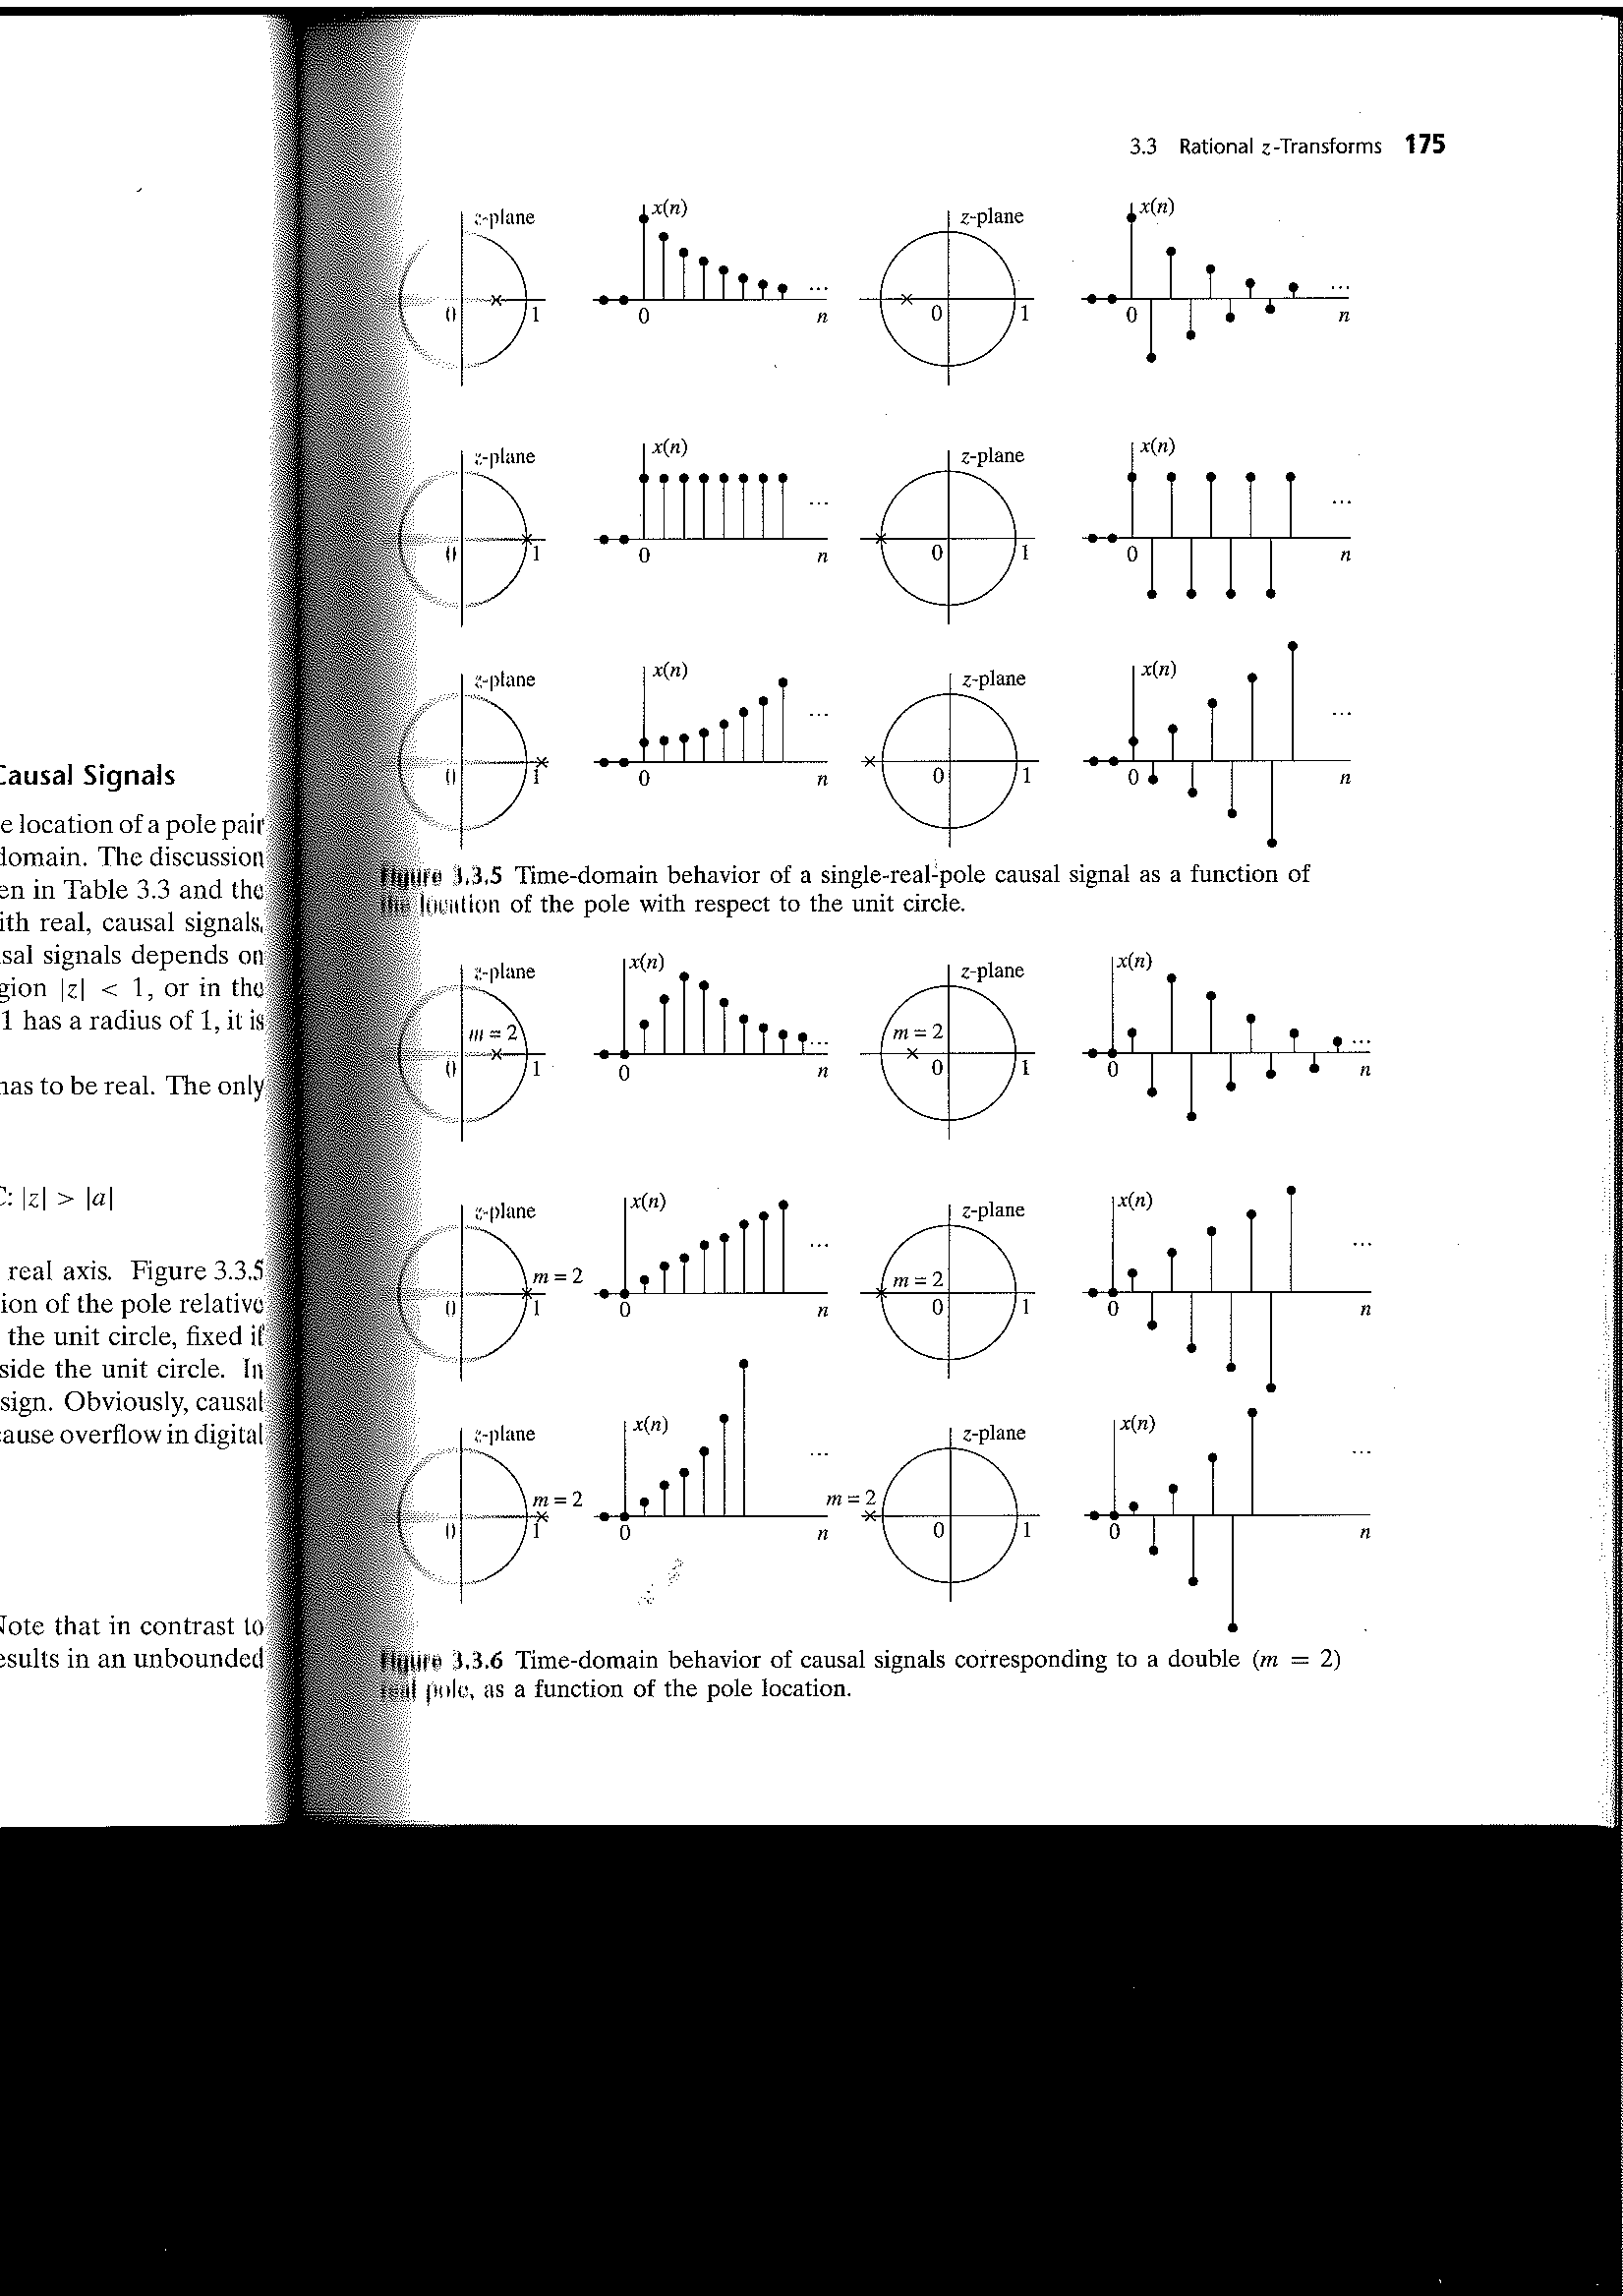 Causal Signals
e location of a pole pair
domain. The discussion
en in Table 3.3 and the
ith real, causal signals,
sal signals depends on
gion |z| < 1, or in the
1 has a radius of 1, it is
has to be real. The only
C: |z| > |a|
real axis. Figure 3.3.5
ion of the pole relative
the unit circle, fixed if
side the unit circle. In
sign. Obviously, causal
cause overflow in digital
Note that in contrast to
esults in an unbounded
3.3 Rational z-Transforms 175
z-plane x(n) z-plane x(n)
0 1 0 n 0 1 0 n
...
...
z-plane x(n) z-plane x(n)
...
...
0 1 0 n 0 1 0 n
z-plane x(n) z-plane x(n)
...
...
0 1 0 n 0 1 0 n
Figure 3.3.5 Time-domain behavior of a single-real-pole causal signal as a function of
the location of the pole with respect to the unit circle.
z-plane x(n) z-plane x(n)
m = 2 ... m = 2 ...
0 1 0 n 0 1 0 n
z-plane x(n) z-plane x(n)
...
...
m = 2 m = 2
0 1 0 n 0 1 0 n
z-plane x(n) z-plane x(n)
...
...
m = 2 m = 2
0 1 0 n 0 1 0 n
Figure 3.3.6 Time-domain behavior of causal signals corresponding to a double (m = 2)
real pole, as a function of the pole location.